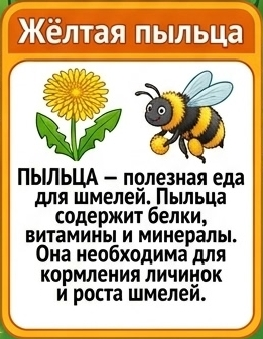 Жёлтая пыльца
ПЫЛЬЦА — полезная еда
для шмелей. Пыльца
содержит белки,
витамины и минералы.
Она необходима для
кормления личинок
и роста шмелей.